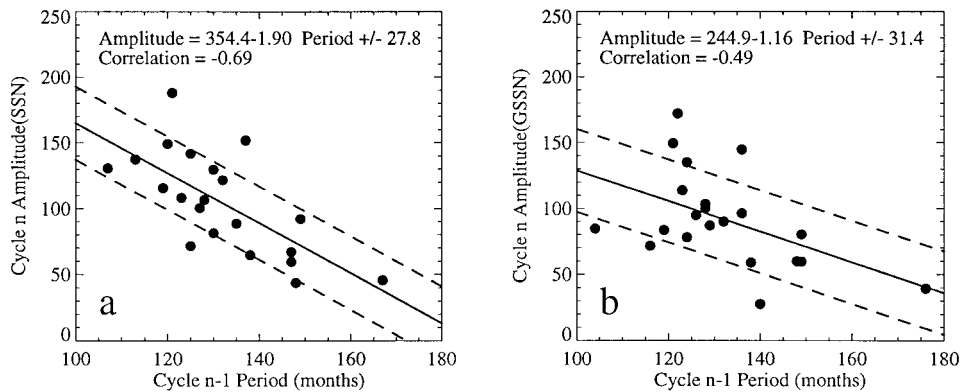 250
200
150
100
50
0
Cycle n Amplitude(SSN)
Amplitude = 354.4-1.90 Period +/- 27.8
Correlation = -0.69
a
100 120 140 160 180
Cycle n-1 Period (months)
250
200
150
100
50
0
Cycle n Amplitude(GSSN)
Amplitude = 244.9-1.16 Period +/- 31.4
Correlation = -0.49
b
100 120 140 160 180
Cycle n-1 Period (months)